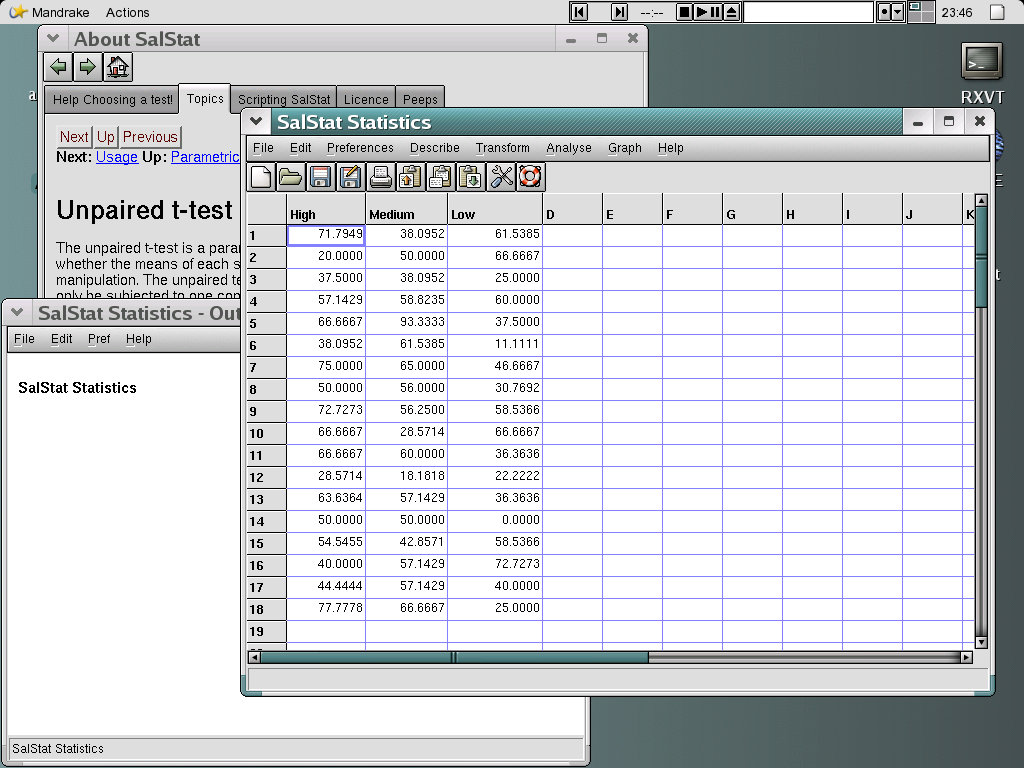 Mandrake Actions --:-- 23:46
About SalStat
Help Choosing a test! Topics Scripting SalStat Licence Peeps
Next Up Previous
Next: Usage Up: Parametric
Unpaired t-test
The unpaired t-test is a para
whether the means of each s
manipulation. The unpaired te
only be subjected to one con
RXVT
E
t
SalStat Statistics - Out
File Edit Pref Help
SalStat Statistics
SalStat Statistics
SalStat Statistics
File Edit Preferences Describe Transform Analyse Graph Help
High Medium Low D E F G H I J K
1 71.7949 38.0952 61.5385
2 20.0000 50.0000 66.6667
3 37.5000 38.0952 25.0000
4 57.1429 58.8235 60.0000
5 66.6667 93.3333 37.5000
6 38.0952 61.5385 11.1111
7 75.0000 65.0000 46.6667
8 50.0000 56.0000 30.7692
9 72.7273 56.2500 58.5366
10 66.6667 28.5714 66.6667
11 66.6667 60.0000 36.3636
12 28.5714 18.1818 22.2222
13 63.6364 57.1429 36.3636
14 50.0000 50.0000 0.0000
15 54.5455 42.8571 58.5366
16 40.0000 57.1429 72.7273
17 44.4444 57.1429 40.0000
18 77.7778 66.6667 25.0000
19